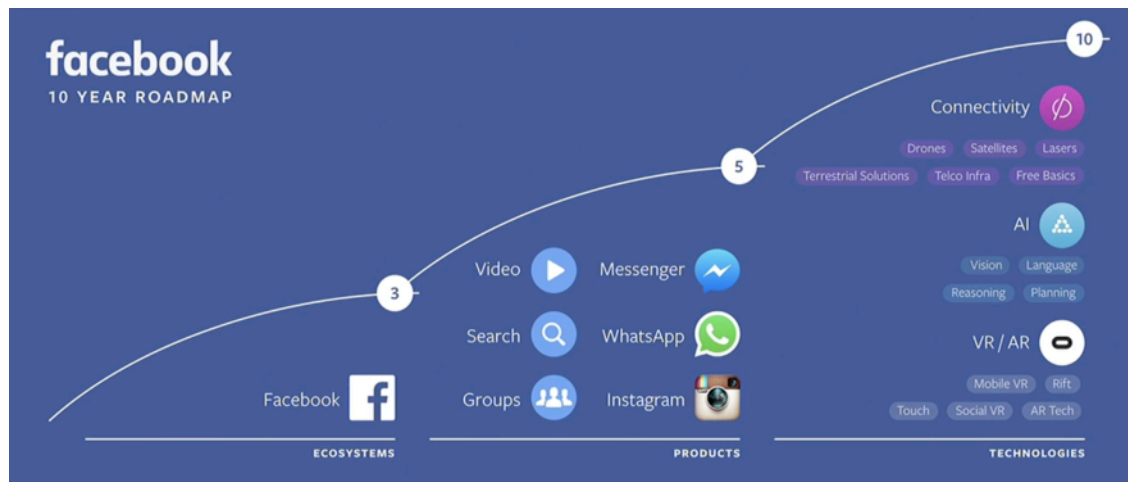 facebook
10 YEAR ROADMAP
3
5
10
Facebook
ECOSYSTEMS
Video
Messenger
Search
WhatsApp
Groups
Instagram
PRODUCTS
Connectivity
Drones Satellites Lasers
Terrestrial Solutions Telco Infra Free Basics
AI
Vision Language
Reasoning Planning
VR / AR
Mobile VR Rift
Touch Social VR AR Tech
TECHNOLOGIES